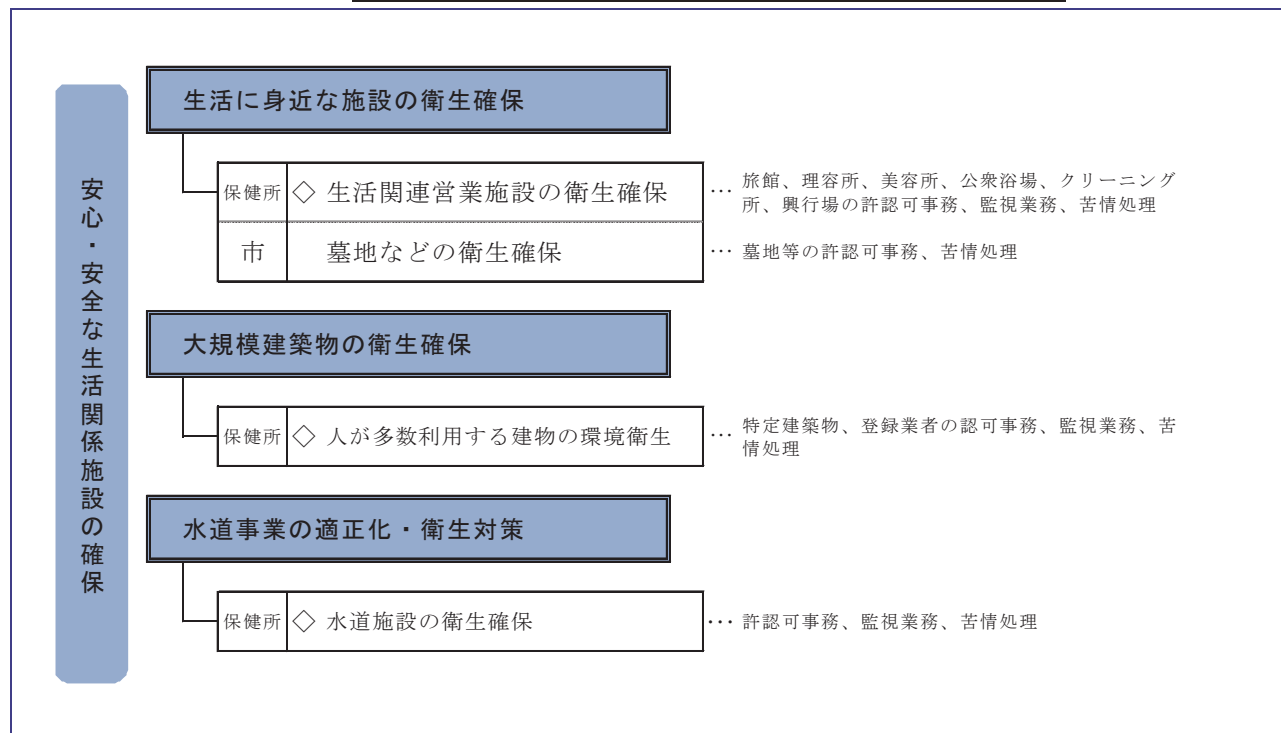 安心・安全な生活関係施設の確保
生活に身近な施設の衛生確保
保健所 ◇ 生活関連営業施設の衛生確保 … 旅館、理容所、美容所、公衆浴場、クリーニング
所、興行場の許認可事務、監視業務、苦情処理
市 墓地などの衛生確保 … 墓地等の許認可事務、苦情処理
大規模建築物の衛生確保
保健所 ◇ 人が多数利用する建物の環境衛生 … 特定建築物、登録業者の認可事務、監視業務、苦
情処理
水道事業の適正化・衛生対策
保健所 ◇ 水道施設の衛生確保 … 許認可事務、監視業務、苦情処理